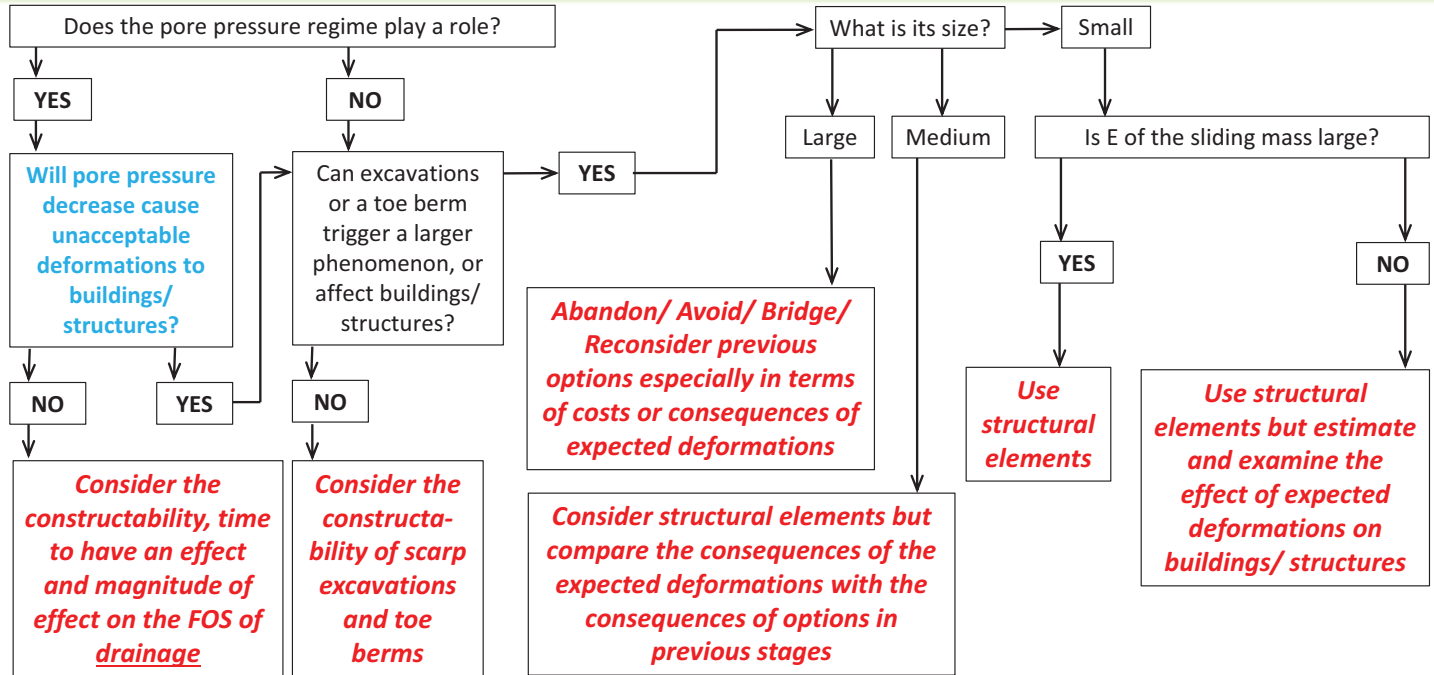 Does the pore pressure regime play a role?
YES
NO
Will pore pressure
decrease cause
unacceptable
deformations to
buildings/
structures?
NO
YES
Consider the
constructability, time
to have an effect
and magnitude of
effect on the FOS of
drainage
Can excavations
or a toe berm
trigger a larger
phenomenon, or
affect buildings/
structures?
NO
Consider the
constructa-
bility of scarp
excavations
and toe
berms
YES
What is its size?
Small
Large
Medium
Abandon/ Avoid/ Bridge/
Reconsider previous
options especially in terms
of costs or consequences of
expected deformations
Consider structural elements but
compare the consequences of the
expected deformations with the
consequences of options in
previous stages
Is E of the sliding mass large?
YES
NO
Use
structural
elements
Use structural
elements but estimate
and examine the
effect of expected
deformations on
buildings/ structures